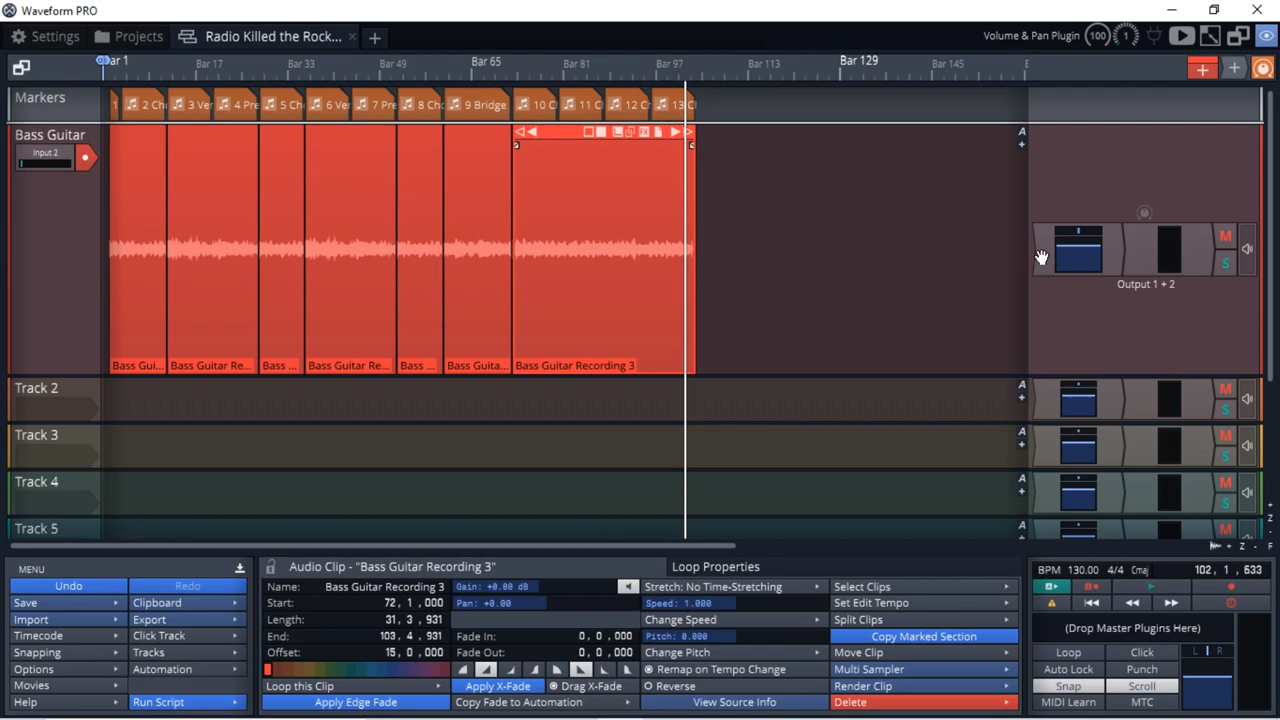 Waveform PRO
Settings
Projects
Radio Killed the Rock...
Volume & Pan Plugin
100
1
Bar 1
Bar 17
Bar 33
Bar 49
Bar 65
Bar 81
Bar 97
Bar 113
Bar 129
Bar 145
Markers
1
2 Ch
3 Ver
4 Pre
5 Ch
6 Ver
7 Pre
8 Ch
9 Bridge
10 C
11 C
12 C
13 C
Bass Guitar
Input 2
A
M
S
Output 1 + 2
Bass Gui...
Bass Guitar Re...
Bass ...
Bass Guitar Re...
Bass ...
Bass Guita...
Bass Guitar Recording 3
Track 2
A
M
S
Track 3
A
M
S
Track 4
A
M
S
Track 5
A
M
Z
- Z - F
MENU
Undo
Redo
Save
Clipboard
Import
Export
Timecode
Click Track
Snapping
Tracks
Options
Automation
Movies
Help
Run Script
Audio Clip - "Bass Guitar Recording 3"
Loop Properties
Name: Bass Guitar Recording 3
Start: 72, 1, 000
Length: 31, 3, 931
End: 103, 4, 931
Offset: 15, 0, 000
Loop this Clip
Apply Edge Fade
Gain: +0.00 dB
Pan: +0.00
Fade In: 0, 0, 000
Fade Out: 0, 0, 000
Apply X-Fade
Drag X-Fade
Copy Fade to Automation
Stretch: No Time-Stretching
Speed: 1.000
Change Speed
Pitch: 0.000
Change Pitch
Remap on Tempo Change
Reverse
View Source Info
Select Clips
Set Edit Tempo
Split Clips
Copy Marked Section
Move Clip
Multi Sampler
Render Clip
Delete
BPM 130.00 4/4 Cmaj
102, 1, 633
A
A
(Drop Master Plugins Here)
Loop
Click
Auto Lock
Punch
Snap
Scroll
MIDI Learn
MTC
L
R